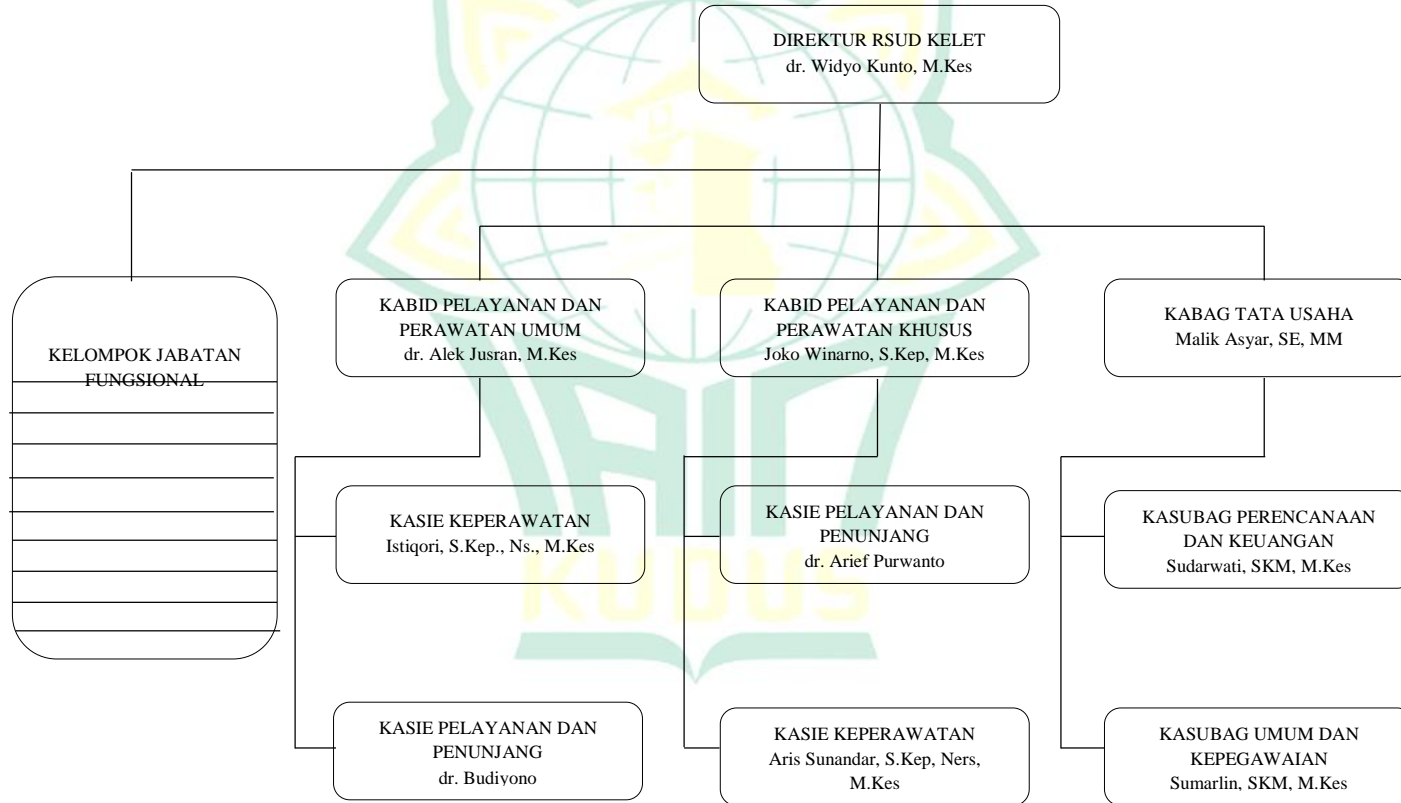 DIREKTUR RSUD KELET
dr. Widyo Kunto, M.Kes
KELOMPOK JABATAN
FUNGSIONAL
KABID PELAYANAN DAN
PERAWATAN UMUM
dr. Alek Jusran, M.Kes
KABID PELAYANAN DAN
PERAWATAN KHUSUS
Joko Winarno, S.Kep, M.Kes
KABAG TATA USAHA
Malik Asyar, SE, MM
KASIE KEPERAWATAN
Istiqori, S.Kep., Ns., M.Kes
KASIE PELAYANAN DAN
PENUNJANG
dr. Arief Purwanto
KASUBAG PERENCANAAN
DAN KEUANGAN
Sudarwati, SKM, M.Kes
KASIE PELAYANAN DAN
PENUNJANG
dr. Budiyono
KASIE KEPERAWATAN
Aris Sunandar, S.Kep, Ners,
M.Kes
KASUBAG UMUM DAN
KEPEGAWAIAN
Sumarlin, SKM, M.Kes
IAIN
KUDUS